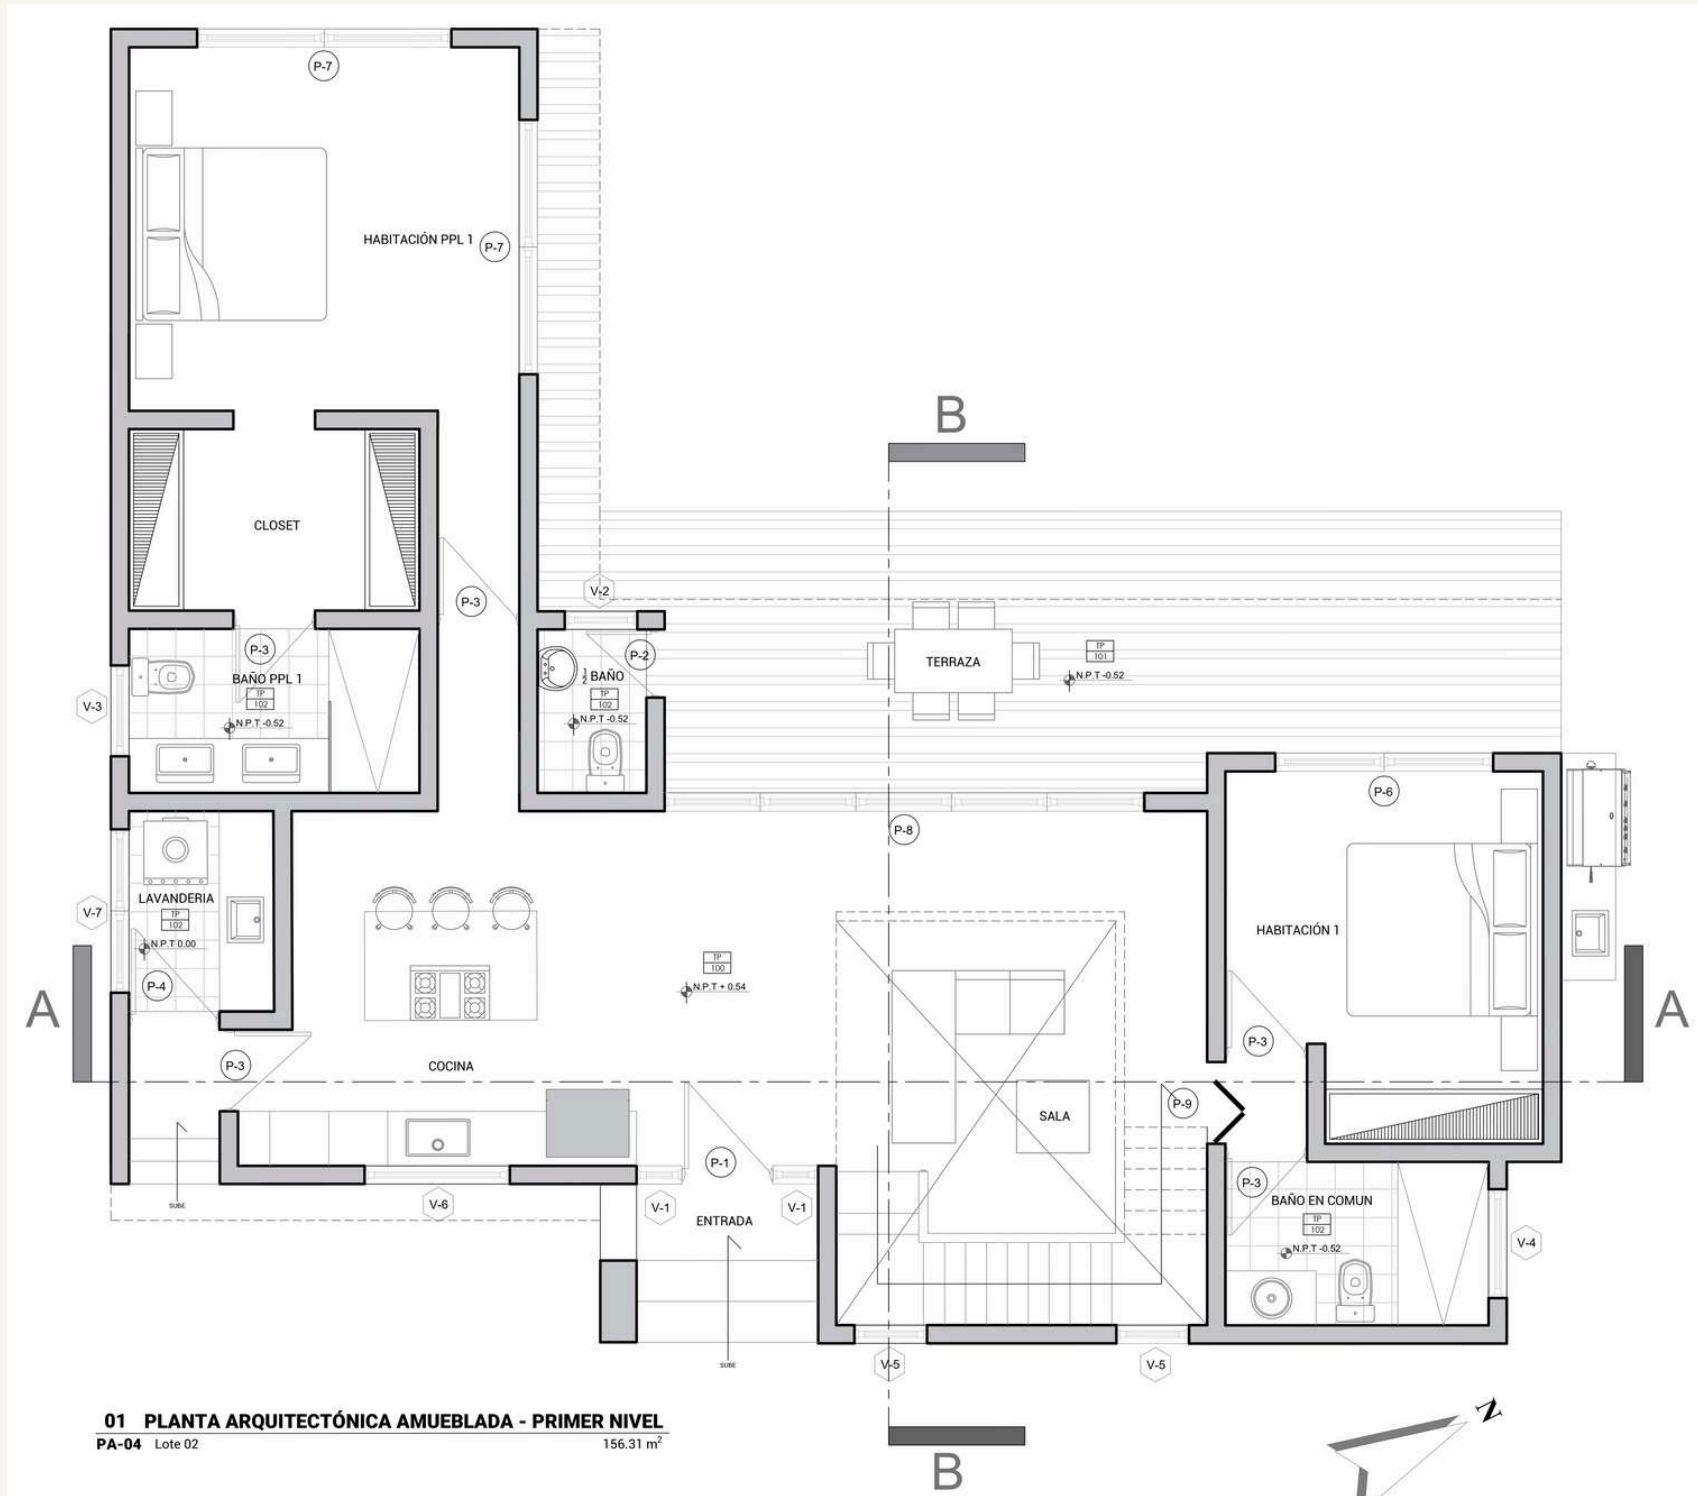 P-7
HABITACIÓN PPL 1
P-7
B
CLOSET
V-2
P-3
P-3
P-2
BAÑO PPL 1
TP
102
N.P.T -0.52
V-3
1/2 BAÑO
TP
102
N.P.T -0.52
TERRAZA
TP
101
N.P.T -0.52
P-6
P-8
LAVANDERIA
TP
102
N.P.T 0.00
V-7
P-4
HABITACIÓN 1
TP
100
N.P.T + 0.54
A
A
P-3
COCINA
P-3
P-9
SALA
P-1
P-3
SUBE
V-6
V-1
V-1
ENTRADA
BAÑO EN COMUN
TP
102
N.P.T -0.52
V-4
SUBE
V-5
V-5
01 PLANTA ARQUITECTÓNICA AMUEBLADA - PRIMER NIVEL
PA-04 Lote 02 156.31 m²
B
N